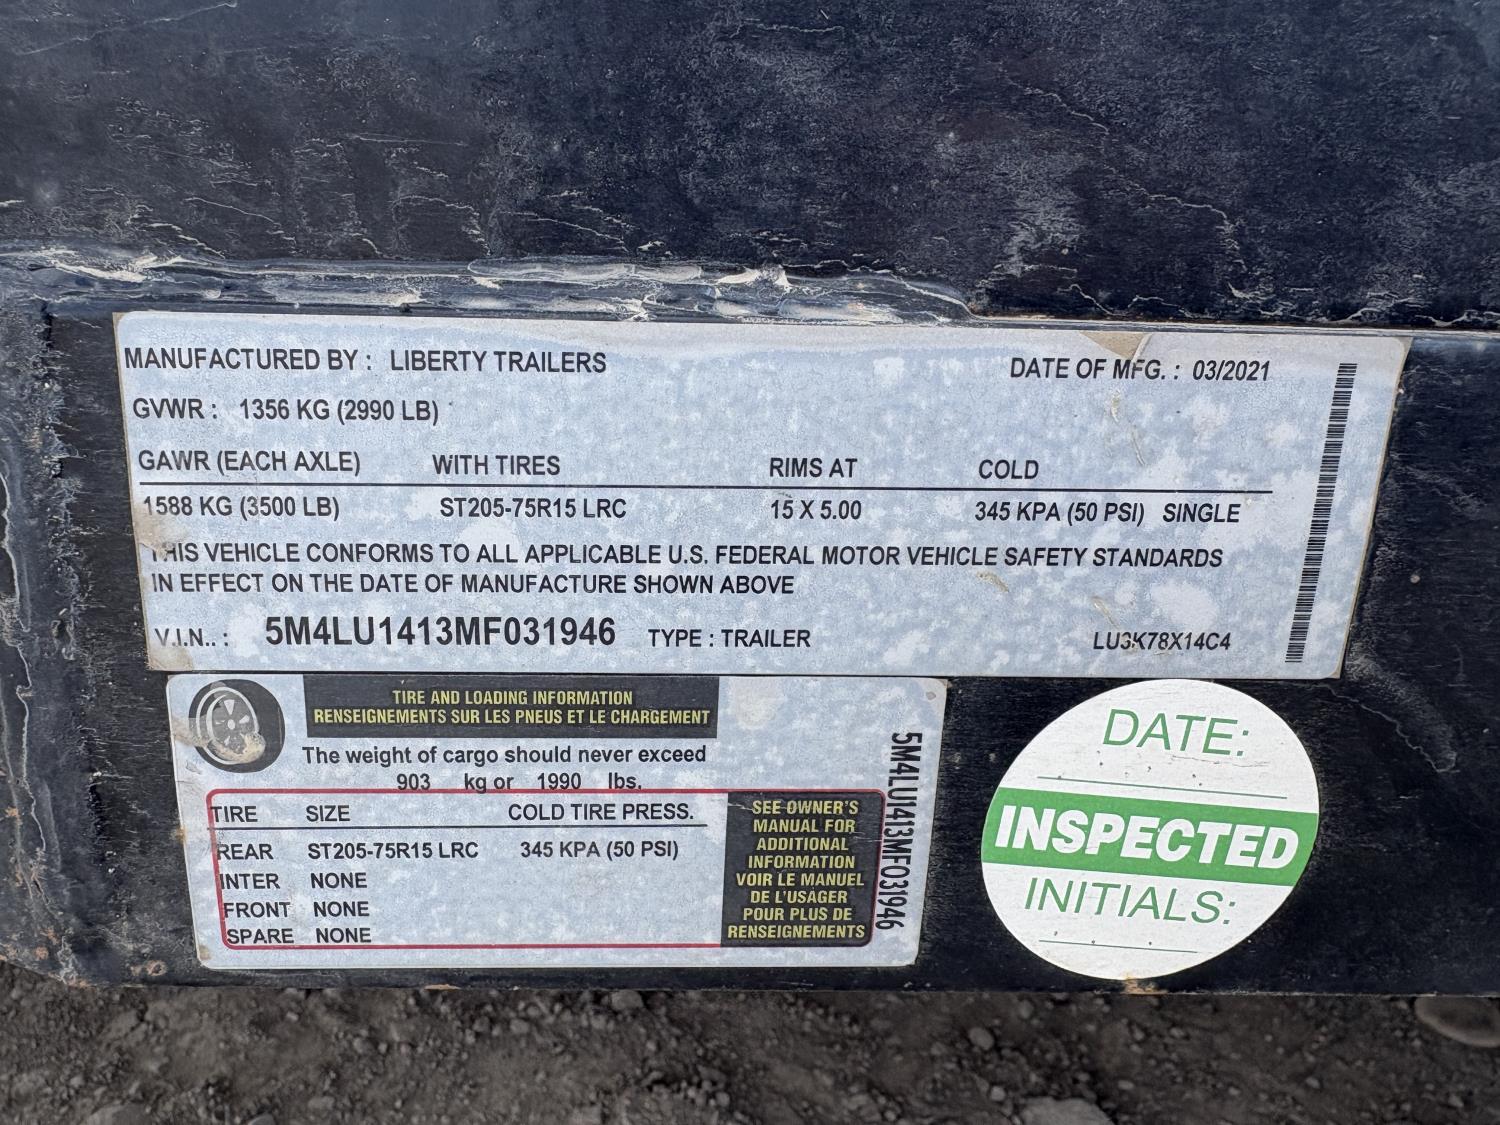 MANUFACTURED BY : LIBERTY TRAILERS DATE OF MFG. : 03/2021
GVWR : 1356 KG (2990 LB)
GAWR (EACH AXLE) WITH TIRES RIMS AT COLD
1588 KG (3500 LB) ST205-75R15 LRC 15 X 5.00 345 KPA (50 PSI) SINGLE
THIS VEHICLE CONFORMS TO ALL APPLICABLE U.S. FEDERAL MOTOR VEHICLE SAFETY STANDARDS
IN EFFECT ON THE DATE OF MANUFACTURE SHOWN ABOVE
V.I.N.. : 5M4LU1413MF031946 TYPE : TRAILER LU3K78X14C4
TIRE AND LOADING INFORMATION
RENSEIGNEMENTS SUR LES PNEUS ET LE CHARGEMENT
The weight of cargo should never exceed
903 kg or 1990 lbs.
TIRE SIZE COLD TIRE PRESS.
REAR ST205-75R15 LRC 345 KPA (50 PSI)
INTER NONE
FRONT NONE
SPARE NONE
SEE OWNER'S
MANUAL FOR
ADDITIONAL
INFORMATION
VOIR LE MANUEL
DE L'USAGER
POUR PLUS DE
RENSEIGNEMENTS
5M4LU1413MF031946
DATE:
INSPECTED
INITIALS: